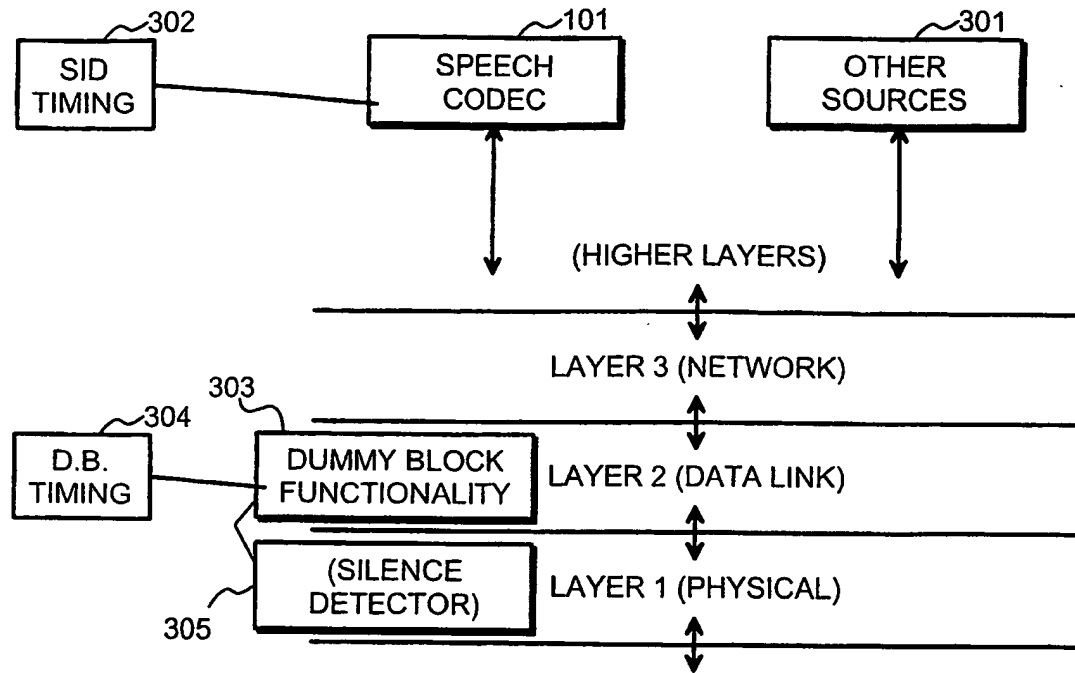 302
101
301
SID
TIMING
SPEECH
CODEC
OTHER
SOURCES
(HIGHER LAYERS)
LAYER 3 (NETWORK)
304
303
D.B.
TIMING
DUMMY BLOCK
FUNCTIONALITY
LAYER 2 (DATA LINK)
(SILENCE
DETECTOR)
LAYER 1 (PHYSICAL)
305